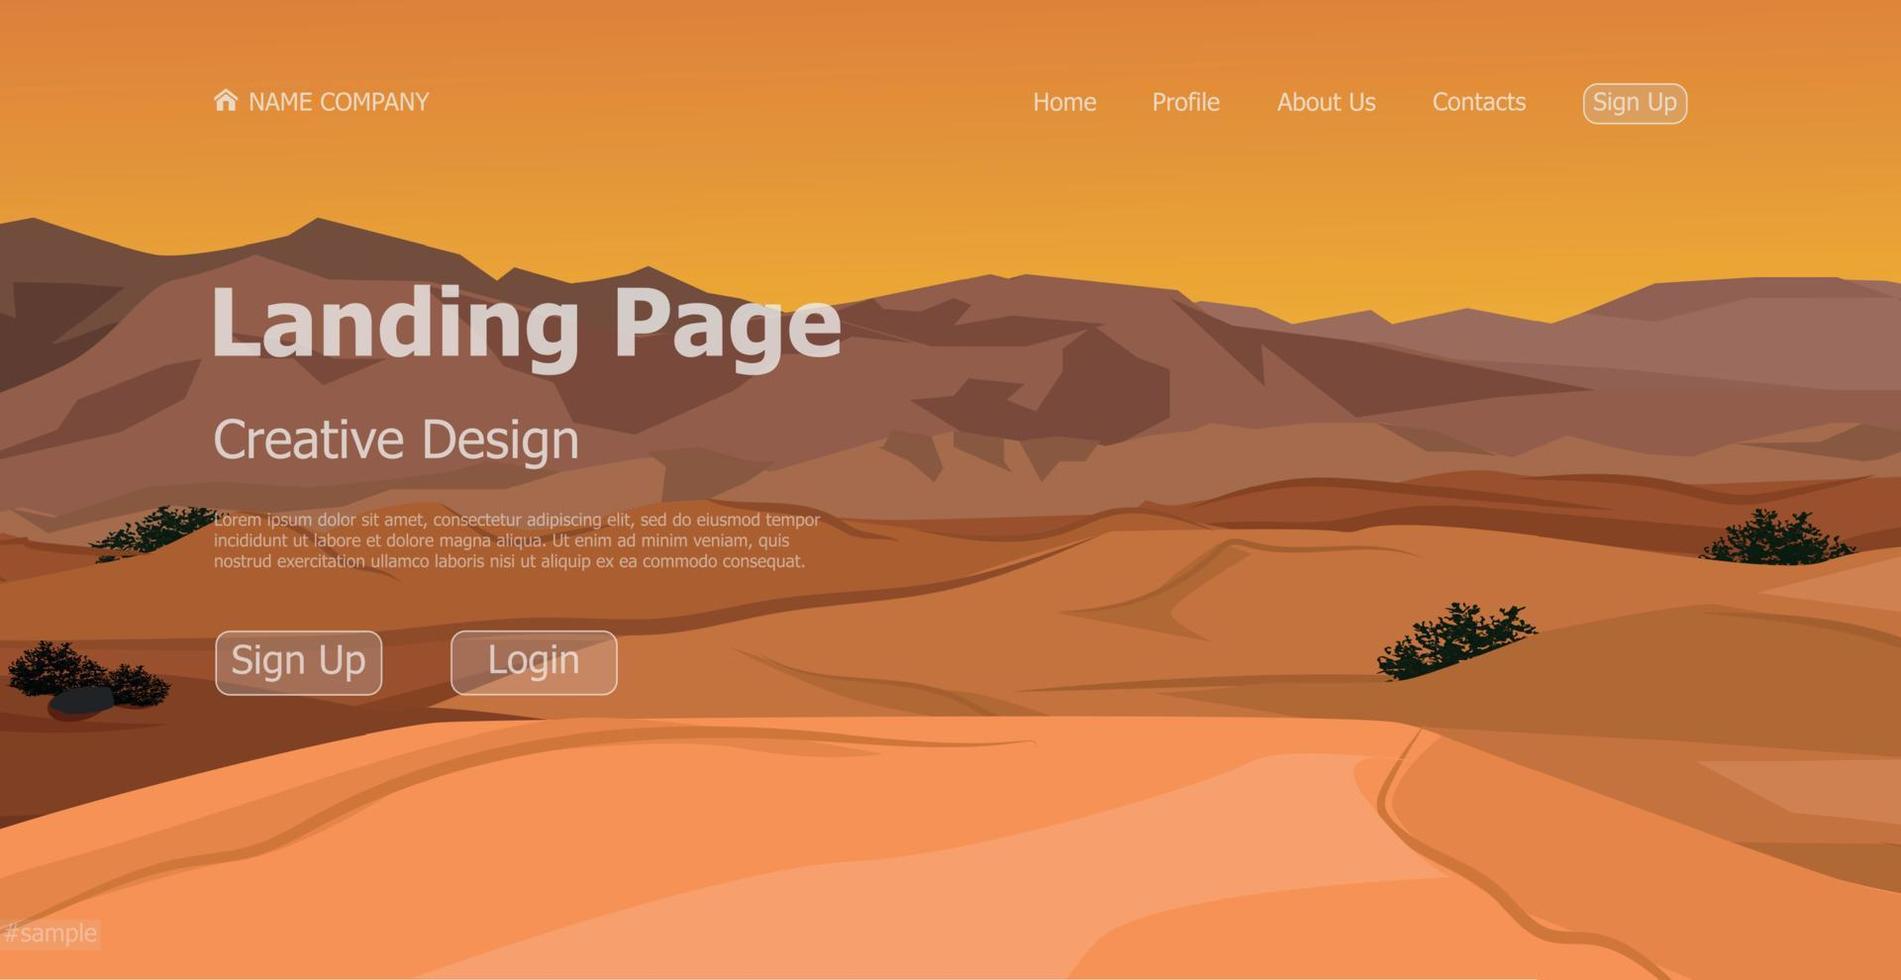 NAME COMPANY
Home Profile About Us Contacts Sign Up
Landing Page
Creative Design
Lorem ipsum dolor sit amet, consectetur adipiscing elit, sed do eiusmod tempor
incididunt ut labore et dolore magna aliqua. Ut enim ad minim veniam, quis
nostrud exercitation ullamco laboris nisi ut aliquip ex ea commodo consequat.
Sign Up Login
#sample